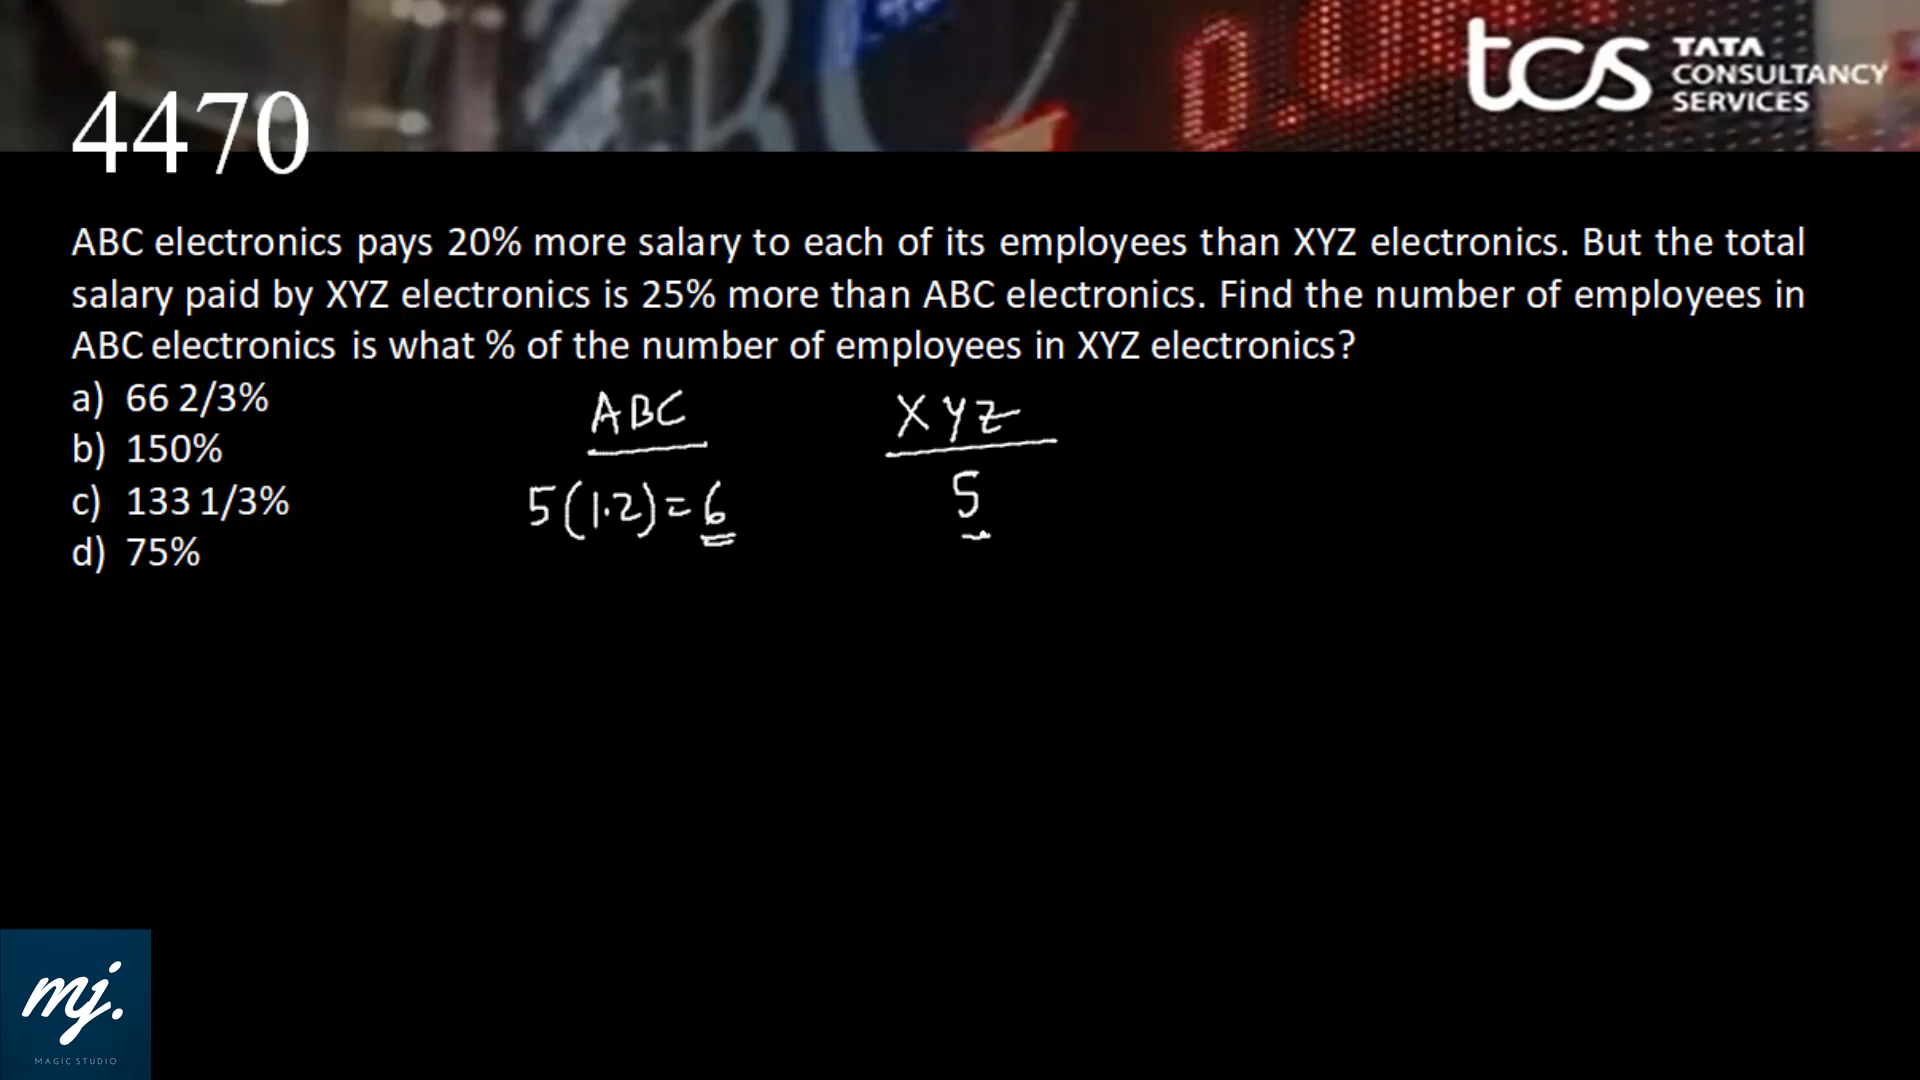 tcs TATA
CONSULTANCY
SERVICES
4470
ABC electronics pays 20% more salary to each of its employees than XYZ electronics. But the total
salary paid by XYZ electronics is 25% more than ABC electronics. Find the number of employees in
ABC electronics is what % of the number of employees in XYZ electronics?
a) 66 2/3%
b) 150%
c) 133 1/3%
d) 75%
ABC XYZ
5(1.2)=6 5
mj.
MAGIC STUDIO